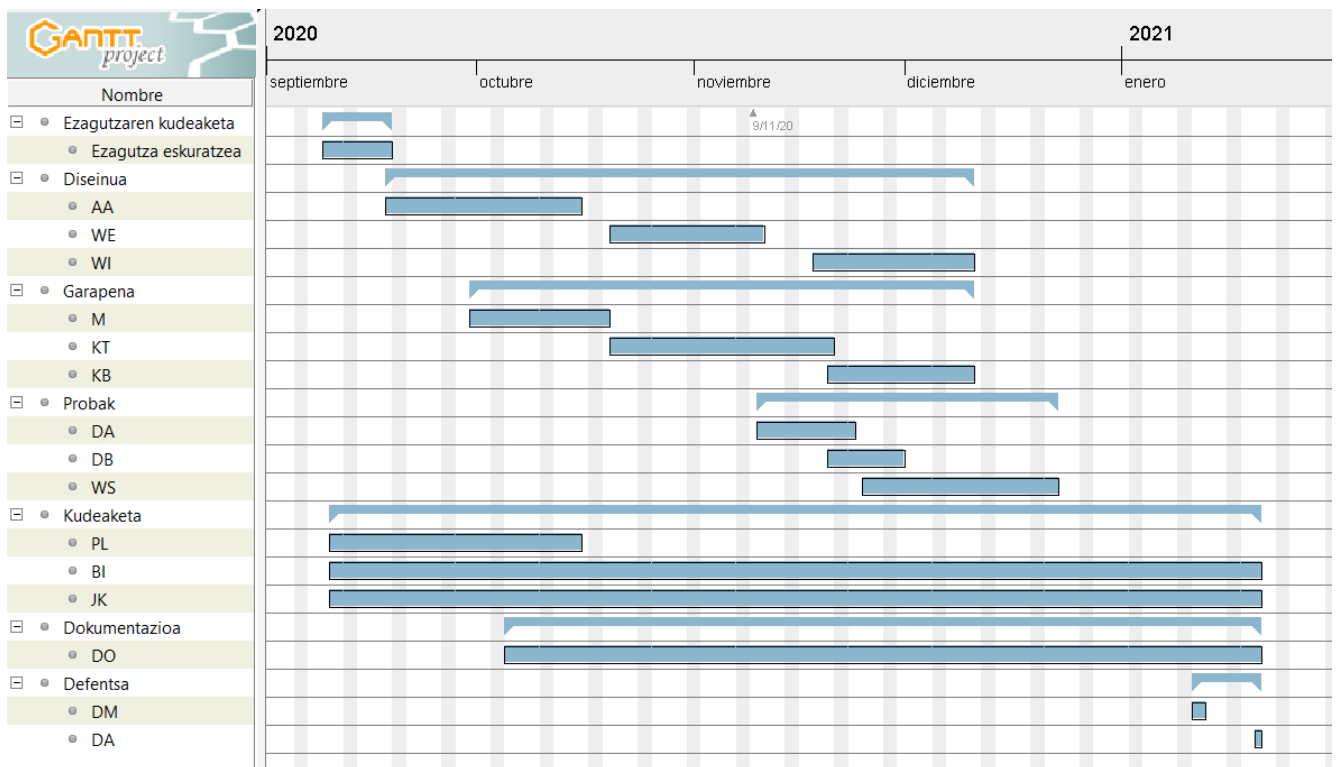 GANTT
project
2020
2021
septiembre
octubre
noviembre
diciembre
enero
Nombre
9/11/20
Ezagutzaren kudeaketa
Ezagutza eskuratzea
Diseinua
AA
WE
WI
Garapena
M
KT
KB
Probak
DA
DB
WS
Kudeaketa
PL
BI
JK
Dokumentazioa
DO
Defentsa
DM
DA